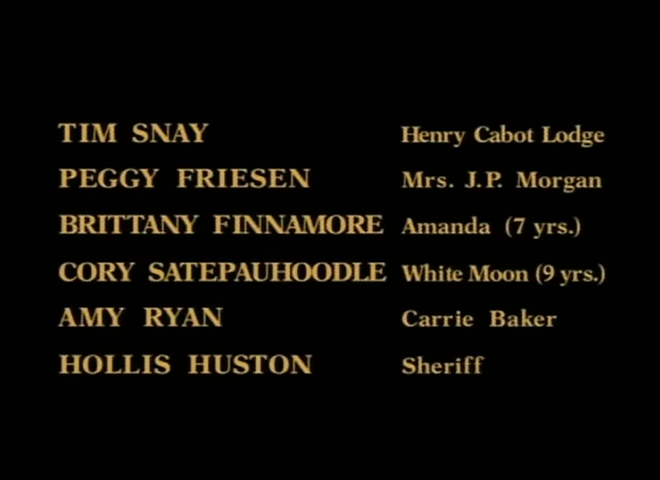 TIM SNAY Henry Cabot Lodge
PEGGY FRIESEN Mrs. J.P. Morgan
BRITTANY FINNAMORE Amanda (7 yrs.)
CORY SATEPAUHOODLE White Moon (9 yrs.)
AMY RYAN Carrie Baker
HOLLIS HUSTON Sheriff